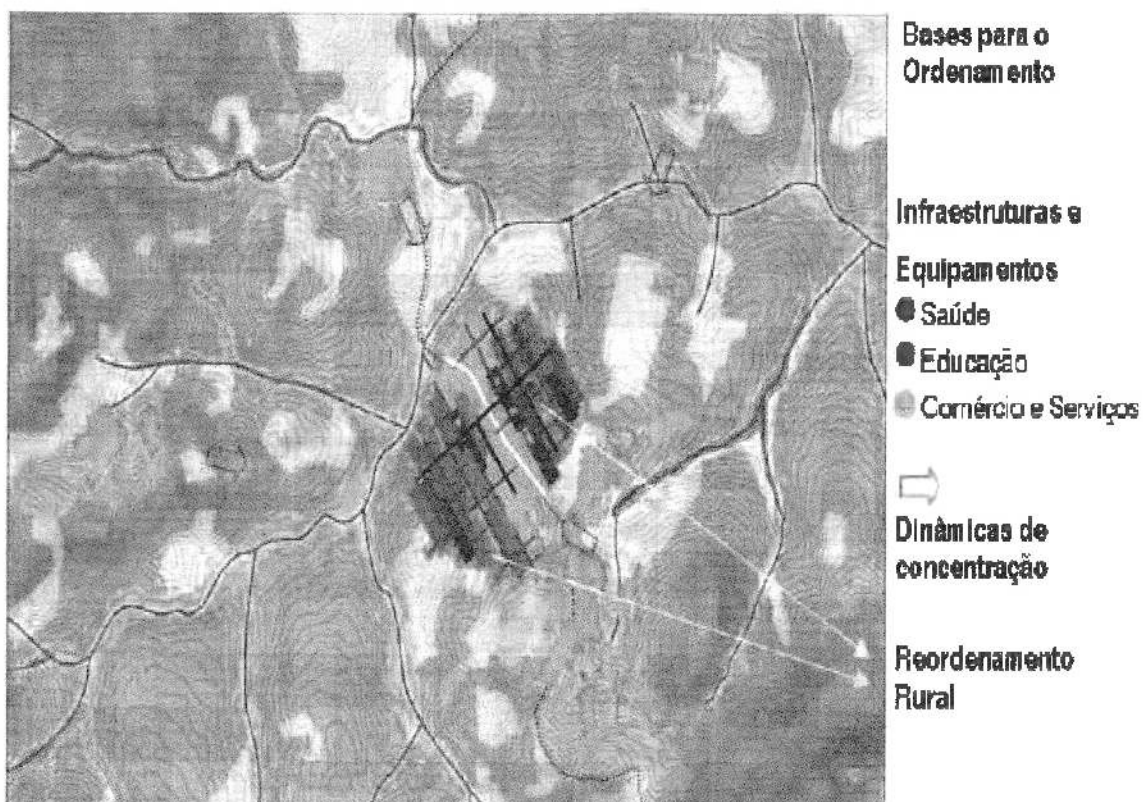 Bases para o
Ordenamento
Infraestruturas e
Equipamentos
Saúde
Educação
Comércio e Serviços
Dinâmicas de
concentração
Reordenamento
Rural